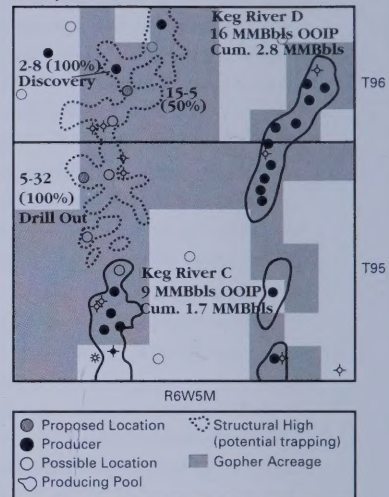 Keg River D
16 MMBbls OOIP
Cum. 2.8 MMBbls
2-8 (100%)
Discovery
15-5
(50%)
T96
5-32
(100%)
Drill Out
Keg River C
9 MMBbls OOIP
Cum. 1.7 MMBbls
T95
R6W5M
Proposed Location
Producer
Possible Location
Producing Pool
Structural High
(potential trapping)
Gopher Acreage